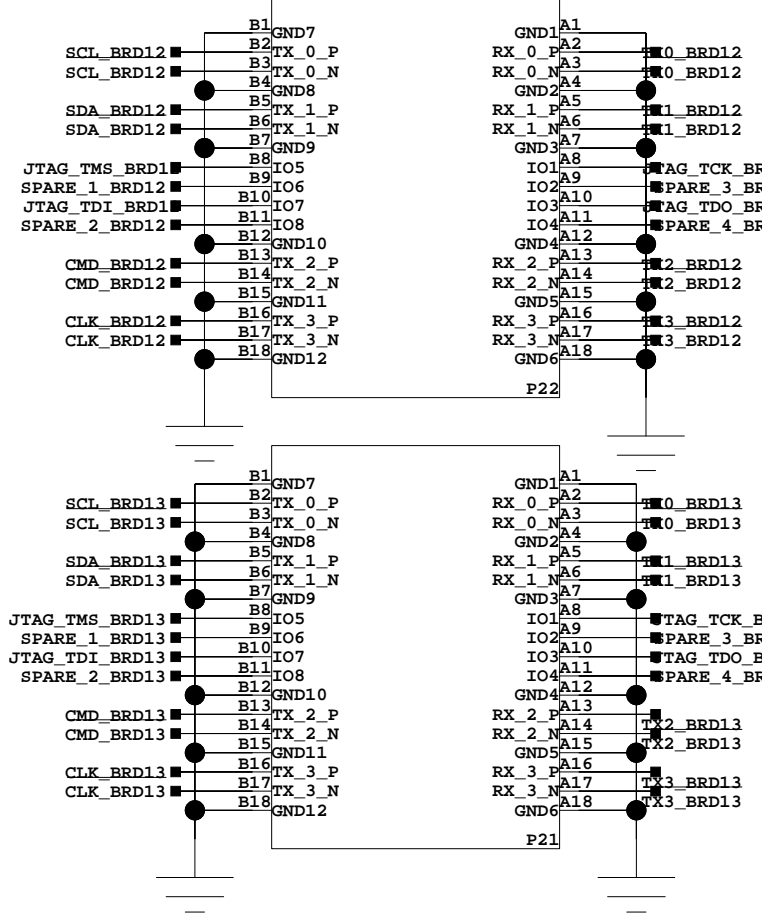 B1 GND7 GND1 A1
SCL_BRD12 B2 TX_0_P RX_0_P A2 TX0_BRD12
SCL_BRD12 B3 TX_0_N RX_0_N A3 TX0_BRD12
B4 GND8 GND2 A4
SDA_BRD12 B5 TX_1_P RX_1_P A5 TX1_BRD12
SDA_BRD12 B6 TX_1_N RX_1_N A6 TX1_BRD12
B7 GND9 GND3 A7
JTAG_TMS_BRD1 B8 IO5 IO1 A8 JTAG_TCK_BR
SPARE_1_BRD12 B9 IO6 IO2 A9 SPARE_3_BR
JTAG_TDI_BRD1 B10 IO7 IO3 A10 JTAG_TDO_BR
SPARE_2_BRD12 B11 IO8 IO4 A11 SPARE_4_BR
B12 GND10 GND4 A12
CMD_BRD12 B13 TX_2_P RX_2_P A13 TX2_BRD12
CMD_BRD12 B14 TX_2_N RX_2_N A14 TX2_BRD12
B15 GND11 GND5 A15
CLK_BRD12 B16 TX_3_P RX_3_P A16 TX3_BRD12
CLK_BRD12 B17 TX_3_N RX_3_N A17 TX3_BRD12
B18 GND12 GND6 A18
P22
B1 GND7 GND1 A1
SCL_BRD13 B2 TX_0_P RX_0_P A2 TX0_BRD13
SCL_BRD13 B3 TX_0_N RX_0_N A3 TX0_BRD13
B4 GND8 GND2 A4
SDA_BRD13 B5 TX_1_P RX_1_P A5 TX1_BRD13
SDA_BRD13 B6 TX_1_N RX_1_N A6 TX1_BRD13
B7 GND9 GND3 A7
JTAG_TMS_BRD13 B8 IO5 IO1 A8 JTAG_TCK_B
SPARE_1_BRD13 B9 IO6 IO2 A9 SPARE_3_BR
JTAG_TDI_BRD13 B10 IO7 IO3 A10 JTAG_TDO_B
SPARE_2_BRD13 B11 IO8 IO4 A11 SPARE_4_BR
B12 GND10 GND4 A12
CMD_BRD13 B13 TX_2_P RX_2_P A13 TX2_BRD13
CMD_BRD13 B14 TX_2_N RX_2_N A14 TX2_BRD13
B15 GND11 GND5 A15
CLK_BRD13 B16 TX_3_P RX_3_P A16 TX3_BRD13
CLK_BRD13 B17 TX_3_N RX_3_N A17 TX3_BRD13
B18 GND12 GND6 A18
P21